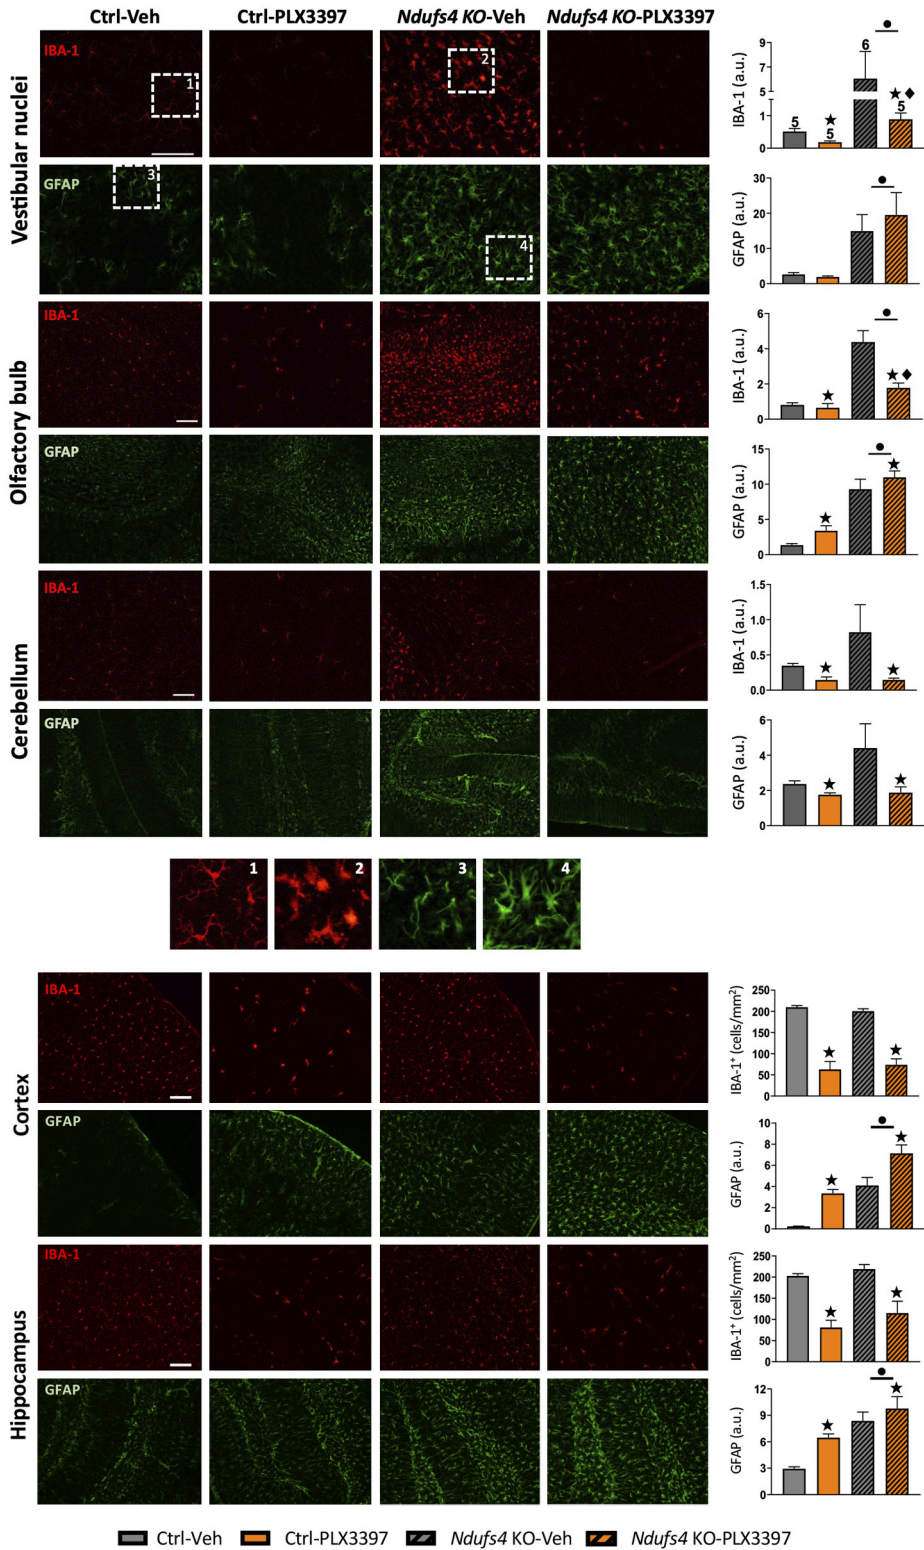 Ctrl-Veh Ctrl-PLX3397 Ndufs4 KO-Veh Ndufs4 KO-PLX3397
Vestibular nuclei
IBA-1
1
2
IBA-1 (a.u.)
9
7
5
1
0
5
★
5
6
●
★ ◆
5
GFAP
3
4
GFAP (a.u.)
30
20
10
0
●
Olfactory bulb
IBA-1
IBA-1 (a.u.)
6
4
2
0
★
●
★ ◆
GFAP
GFAP (a.u.)
15
10
5
0
★
●
★
Cerebellum
IBA-1
IBA-1 (a.u.)
1.5
1.0
0.5
0.0
★
★
GFAP
GFAP (a.u.)
6
4
2
0
★
★
1 2 3 4
Cortex
IBA-1
IBA-1⁺ (cells/mm²)
250
200
150
100
50
0
★
★
GFAP
GFAP (a.u.)
10
8
6
4
2
0
★
●
★
Hippocampus
IBA-1
IBA-1⁺ (cells/mm²)
250
200
150
100
50
0
★
★
GFAP
GFAP (a.u.)
12
9
6
3
0
★
●
★
Ctrl-Veh Ctrl-PLX3397 Ndufs4 KO-Veh Ndufs4 KO-PLX3397